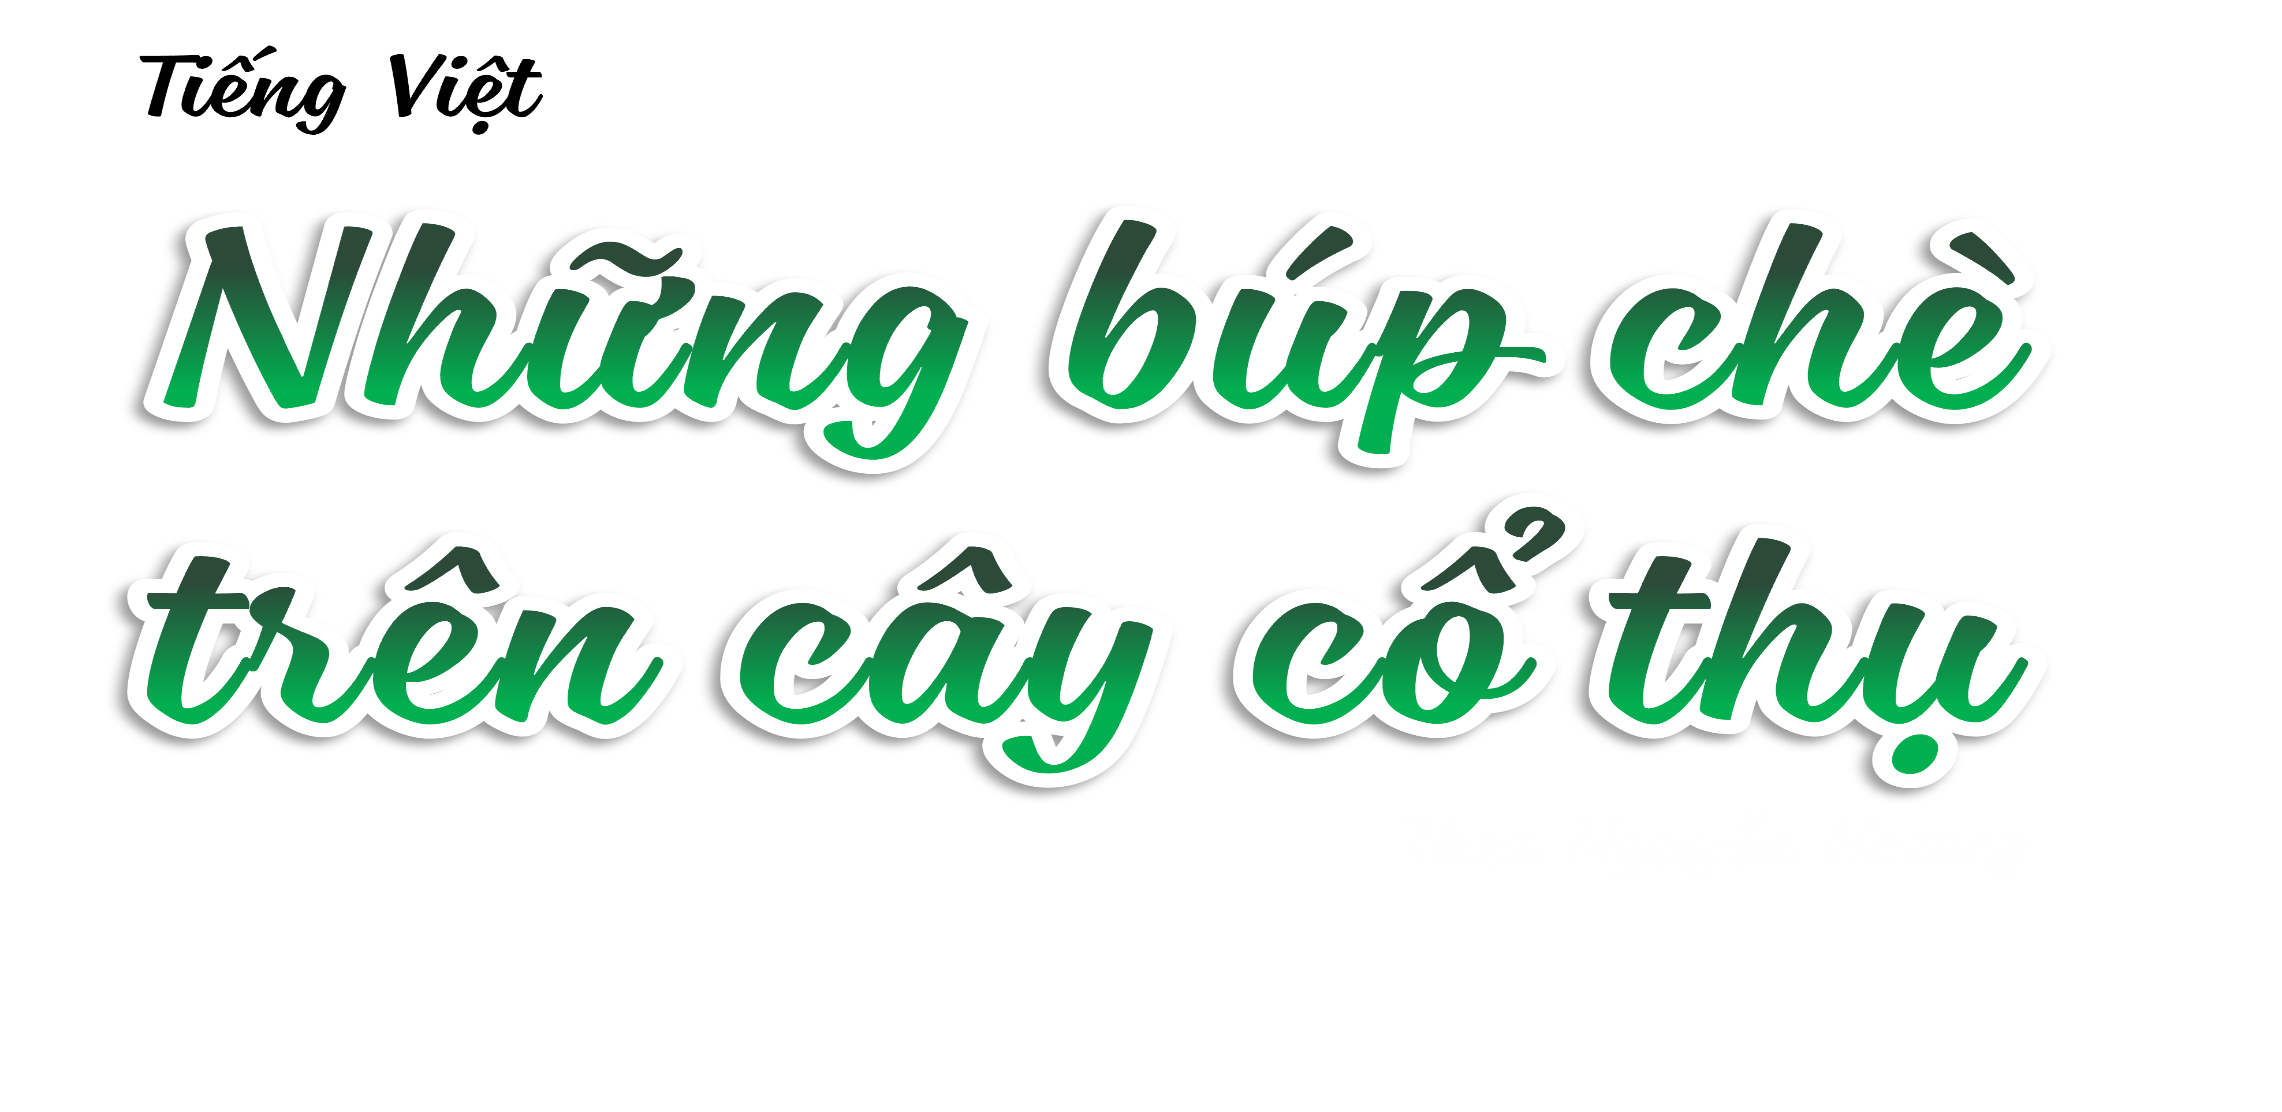 Tiếng Việt
Những búp chè
trên cây cổ thụ